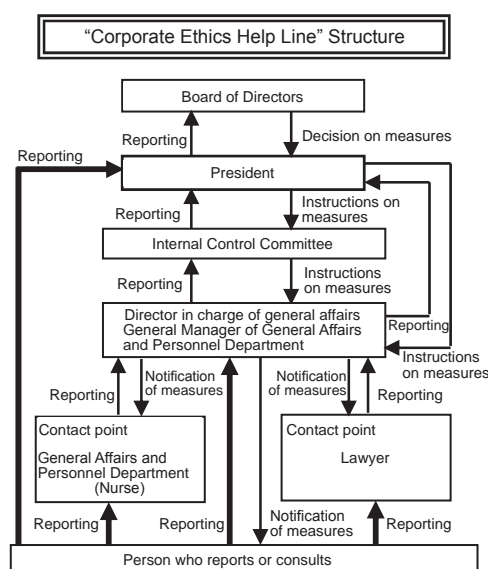 “Corporate Ethics Help Line” Structure
Board of Directors
Reporting
Reporting
Decision on measures
President
Reporting
Instructions on
measures
Internal Control Committee
Reporting
Instructions
on measures
Director in charge of general affairs
General Manager of General Affairs
and Personnel Department
Reporting
Instructions
on measures
Reporting
Notification
of measures
Notification
of measures
Reporting
Contact point
General Affairs and
Personnel Department
(Nurse)
Contact point
Lawyer
Reporting
Reporting
Notification
of measures
Reporting
Person who reports or consults